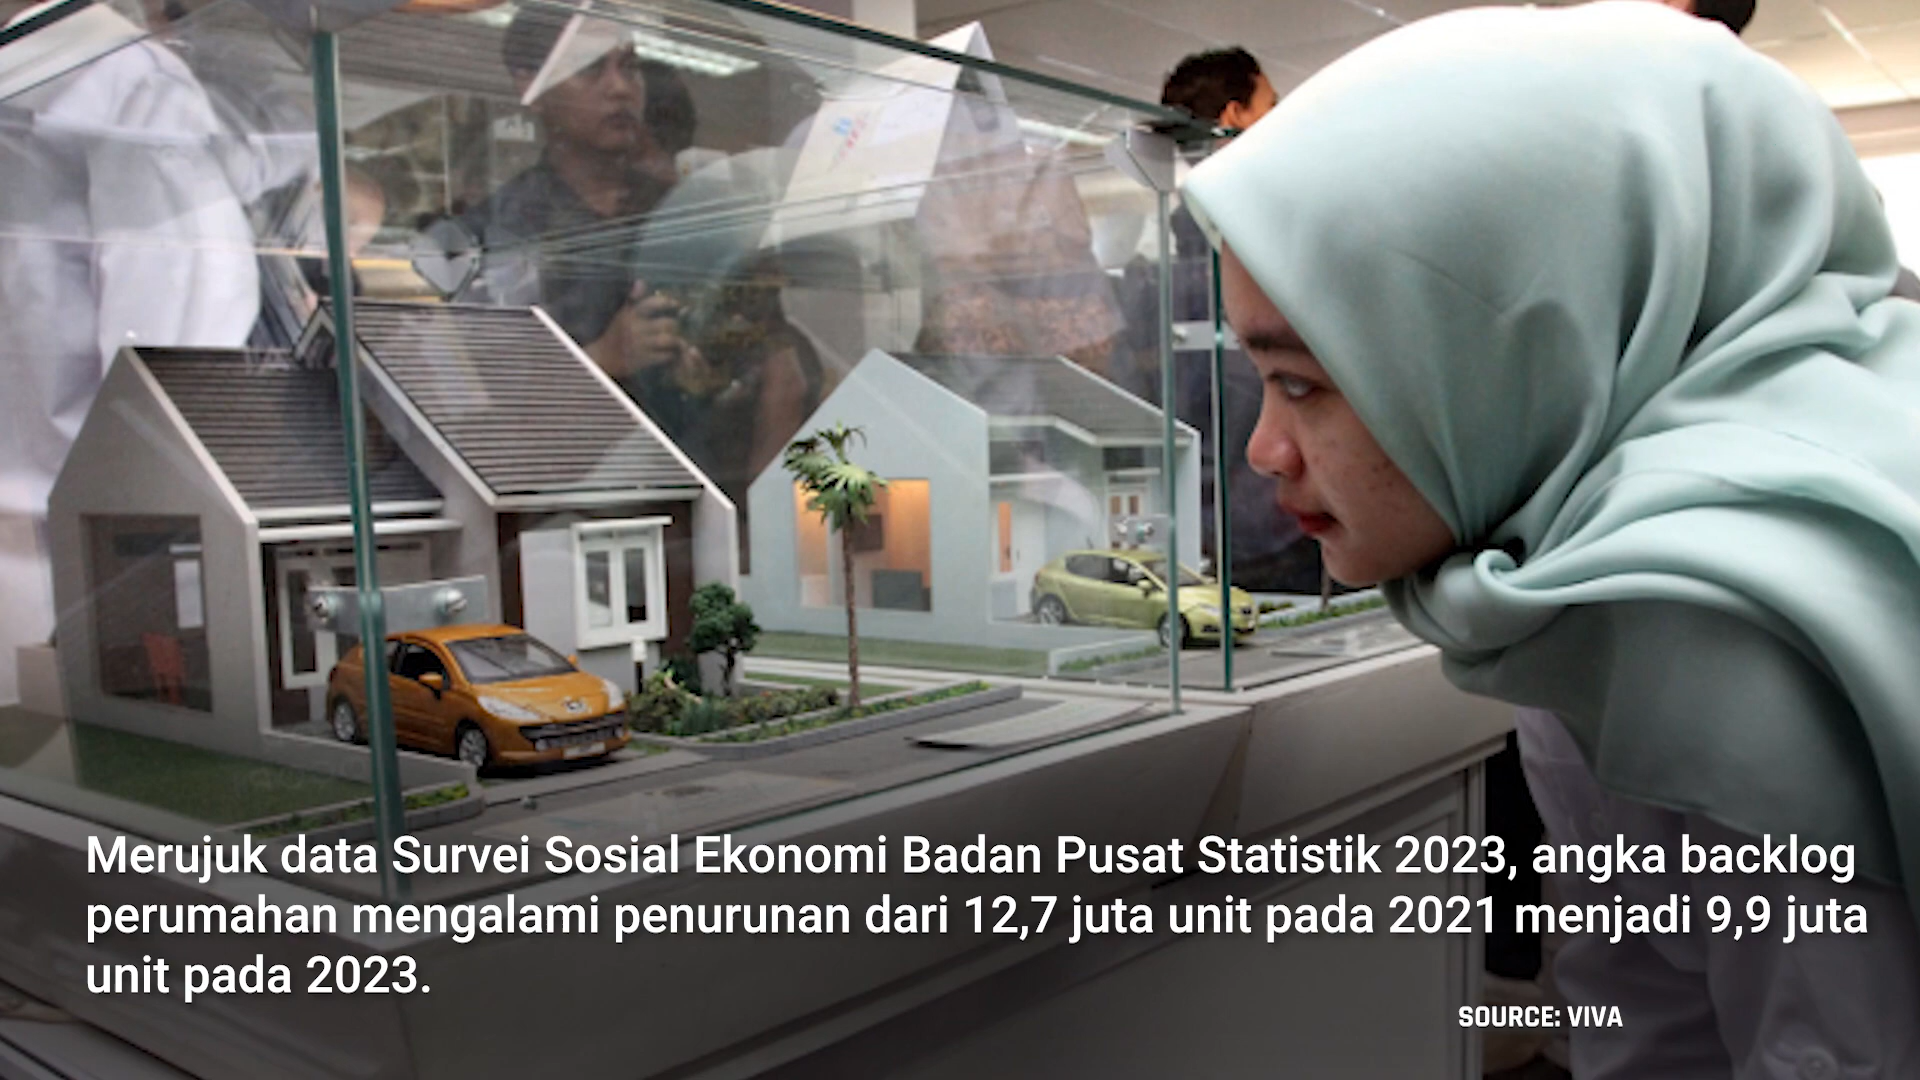 Merujuk data Survei Sosial Ekonomi Badan Pusat Statistik 2023, angka backlog
perumahan mengalami penurunan dari 12,7 juta unit pada 2021 menjadi 9,9 juta
unit pada 2023.
SOURCE: VIVA